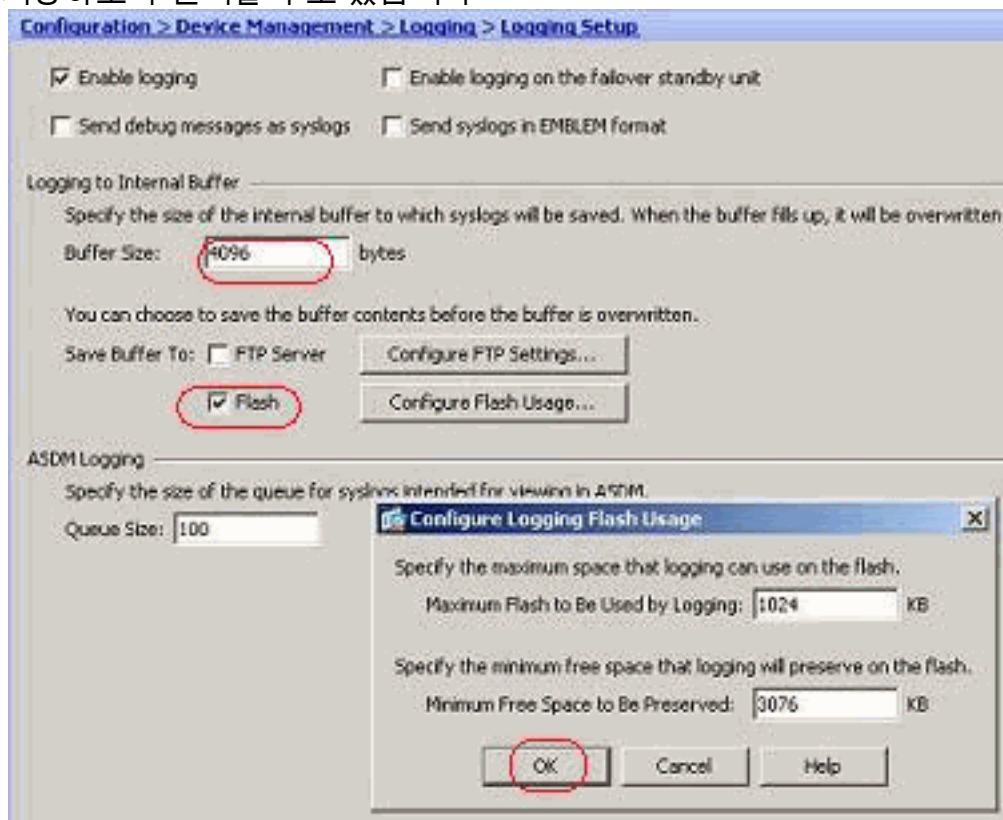 Configuration > Device Management > Logging > Logging Setup
Enable logging
Enable logging on the failover standby unit
Send debug messages as syslogs
Send syslogs in EMBLEM format
Logging to Internal Buffer
Specify the size of the internal buffer to which syslogs will be saved. When the buffer fills up, it will be overwritten
Buffer Size: 4096 bytes
You can choose to save the buffer contents before the buffer is overwritten.
Save Buffer To: FTP Server Configure FTP Settings...
Flash Configure Flash Usage...
ASDM Logging
Specify the size of the queue for syslogs intended for viewing in ASDM.
Queue Size: 100
Configure Logging Flash Usage
Specify the maximum space that logging can use on the flash.
Maximum Flash to Be Used by Logging: 1024 KB
Specify the minimum free space that logging will preserve on the flash.
Minimum Free Space to Be Preserved: 3076 KB
OK Cancel Help